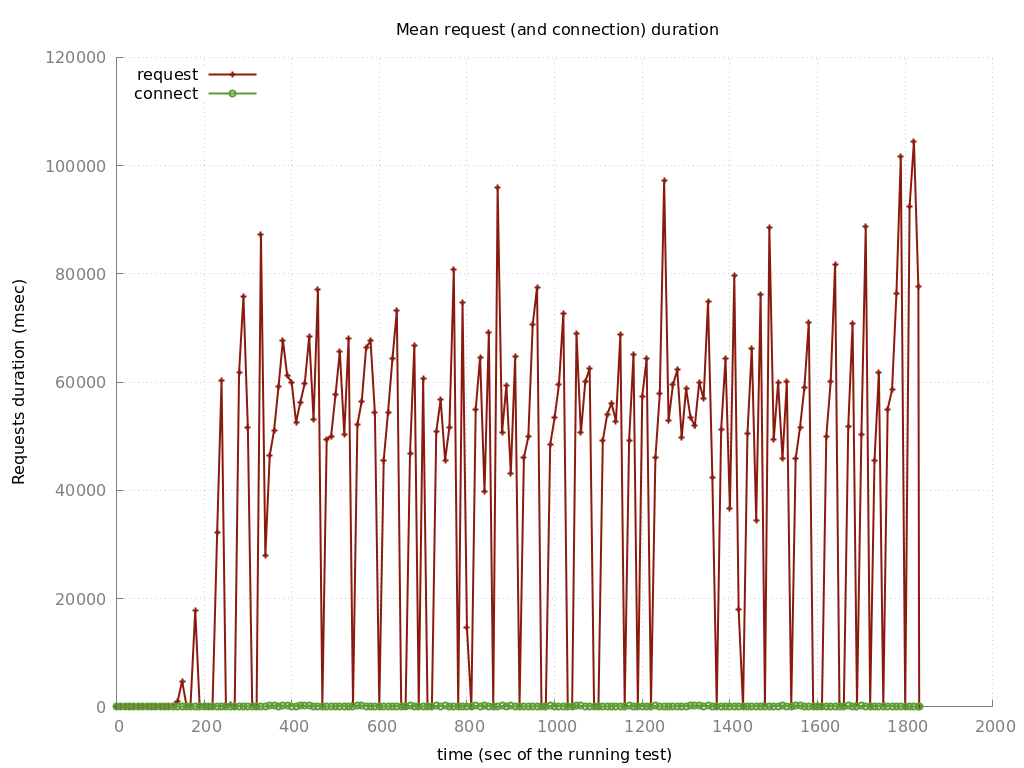 Mean request (and connection) duration
120000
100000
80000
60000
40000
20000
0
request
connect
Requests duration (msec)
0 200 400 600 800 1000 1200 1400 1600 1800 2000
time (sec of the running test)